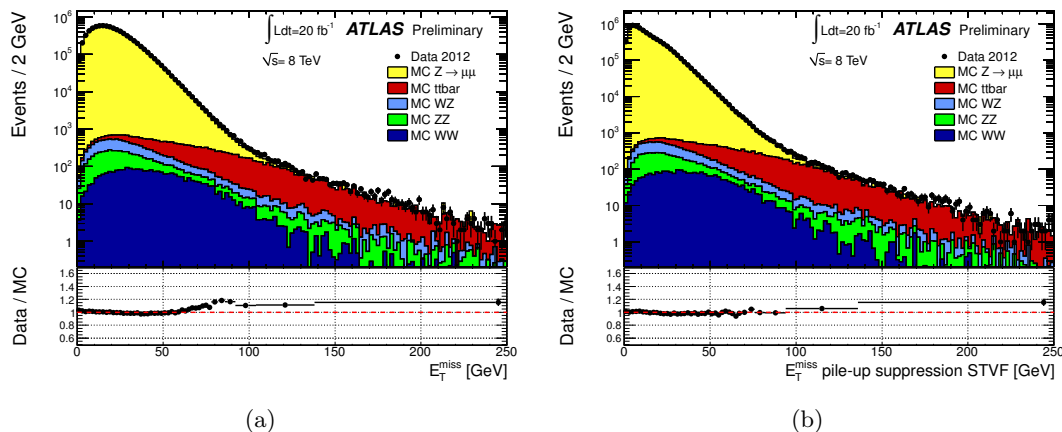 Events / 2 GeV
10⁶
10⁵
10⁴
10³
10²
10
1
∫Ldt=20 fb⁻¹ ATLAS Preliminary
√s= 8 TeV
Data 2012
MC Z → μμ
MC ttbar
MC WZ
MC ZZ
MC WW
Data / MC
1.6
1.4
1.2
1
0.8
0.6
0 50 100 150 200 250
E_T^miss [GeV]
(a)
Events / 2 GeV
10⁶
10⁵
10⁴
10³
10²
10
1
∫Ldt=20 fb⁻¹ ATLAS Preliminary
√s= 8 TeV
Data 2012
MC Z → μμ
MC ttbar
MC WZ
MC ZZ
MC WW
Data / MC
1.6
1.4
1.2
1
0.8
0.6
0 50 100 150 200 250
E_T^miss pile-up suppression STVF [GeV]
(b)